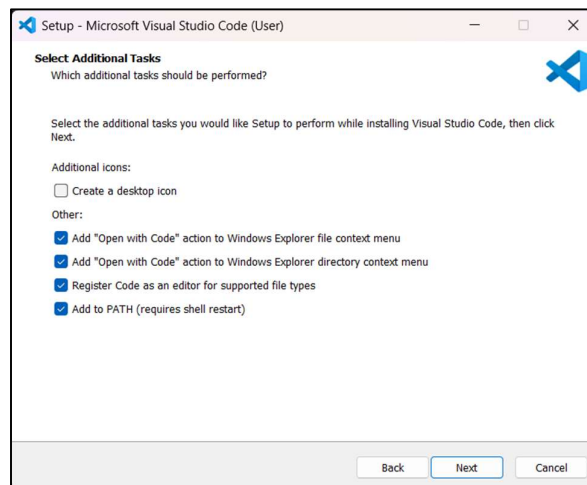 Setup - Microsoft Visual Studio Code (User)
Select Additional Tasks
Which additional tasks should be performed?
Select the additional tasks you would like Setup to perform while installing Visual Studio Code, then click
Next.
Additional icons:
Create a desktop icon
Other:
Add "Open with Code" action to Windows Explorer file context menu
Add "Open with Code" action to Windows Explorer directory context menu
Register Code as an editor for supported file types
Add to PATH (requires shell restart)
Back Next Cancel